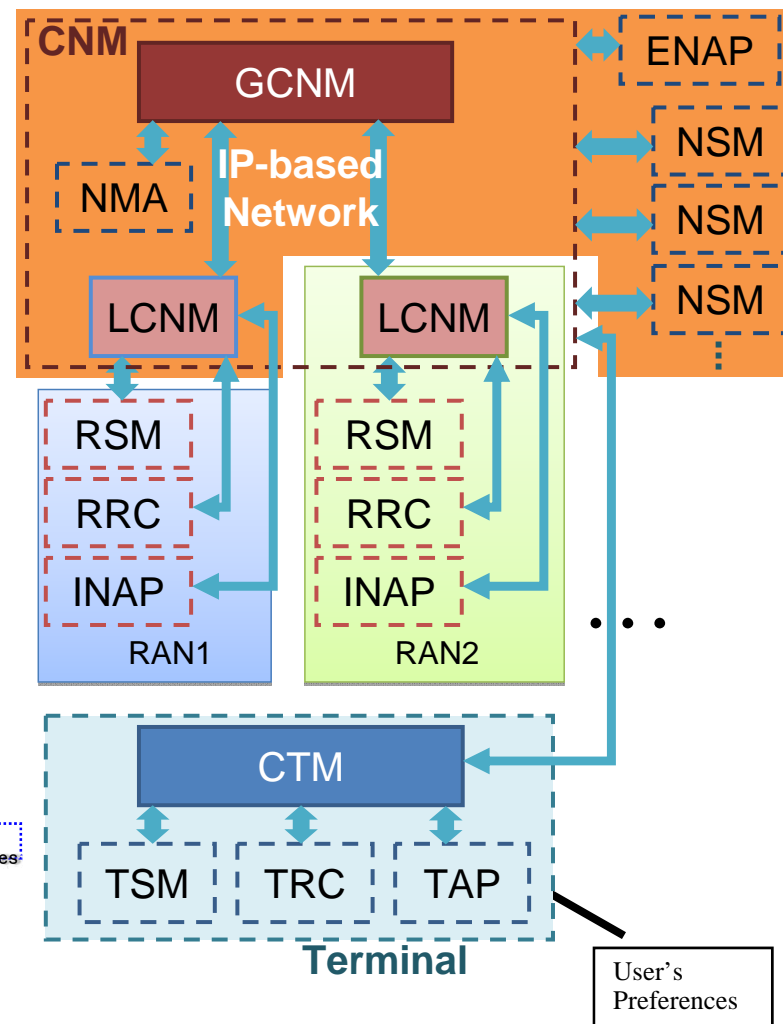 CNM
GCNM
ENAP
NSM
NMA
IP-based
Network
NSM
NSM
LCNM
LCNM
RSM
RRC
INAP
RAN1
RSM
RRC
INAP
RAN2
CTM
TSM
TRC
TAP
Terminal
User's
Preferences